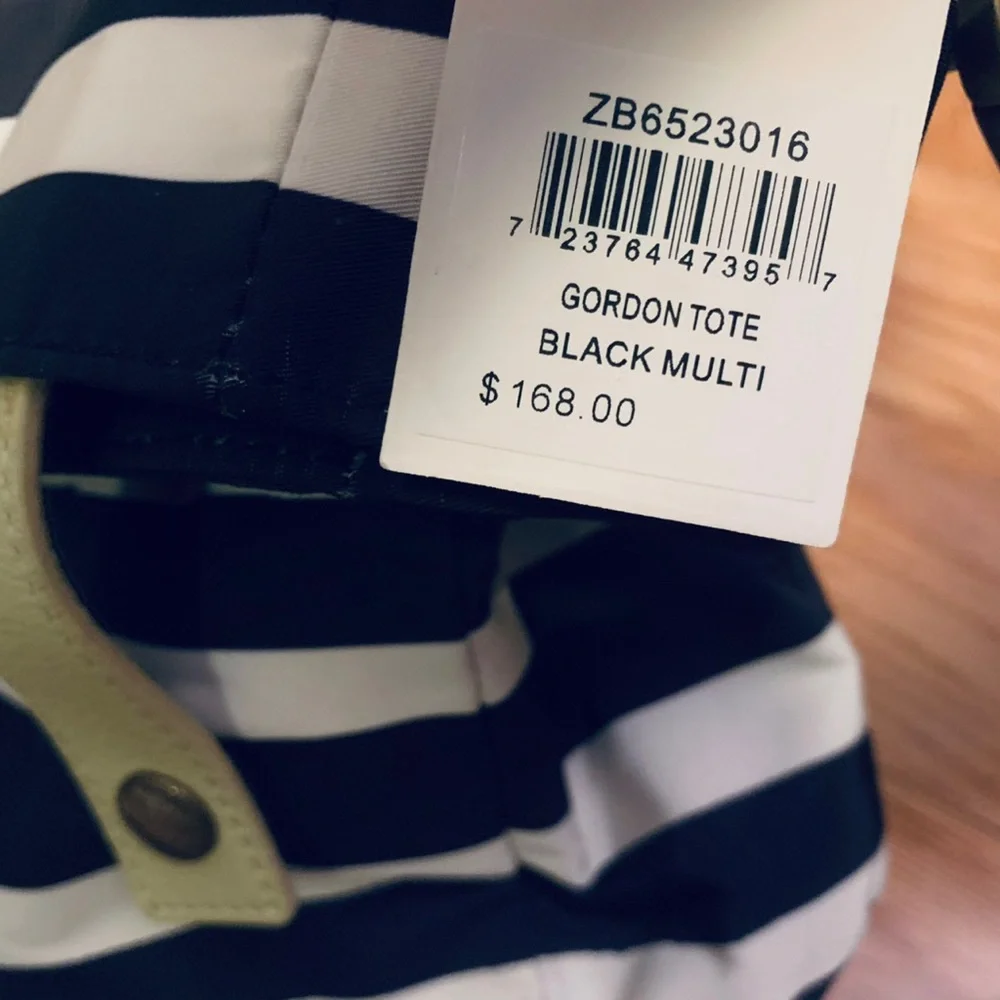 ZB6523016
7 23764 47395 7
GORDON TOTE
BLACK MULTI
$ 168.00